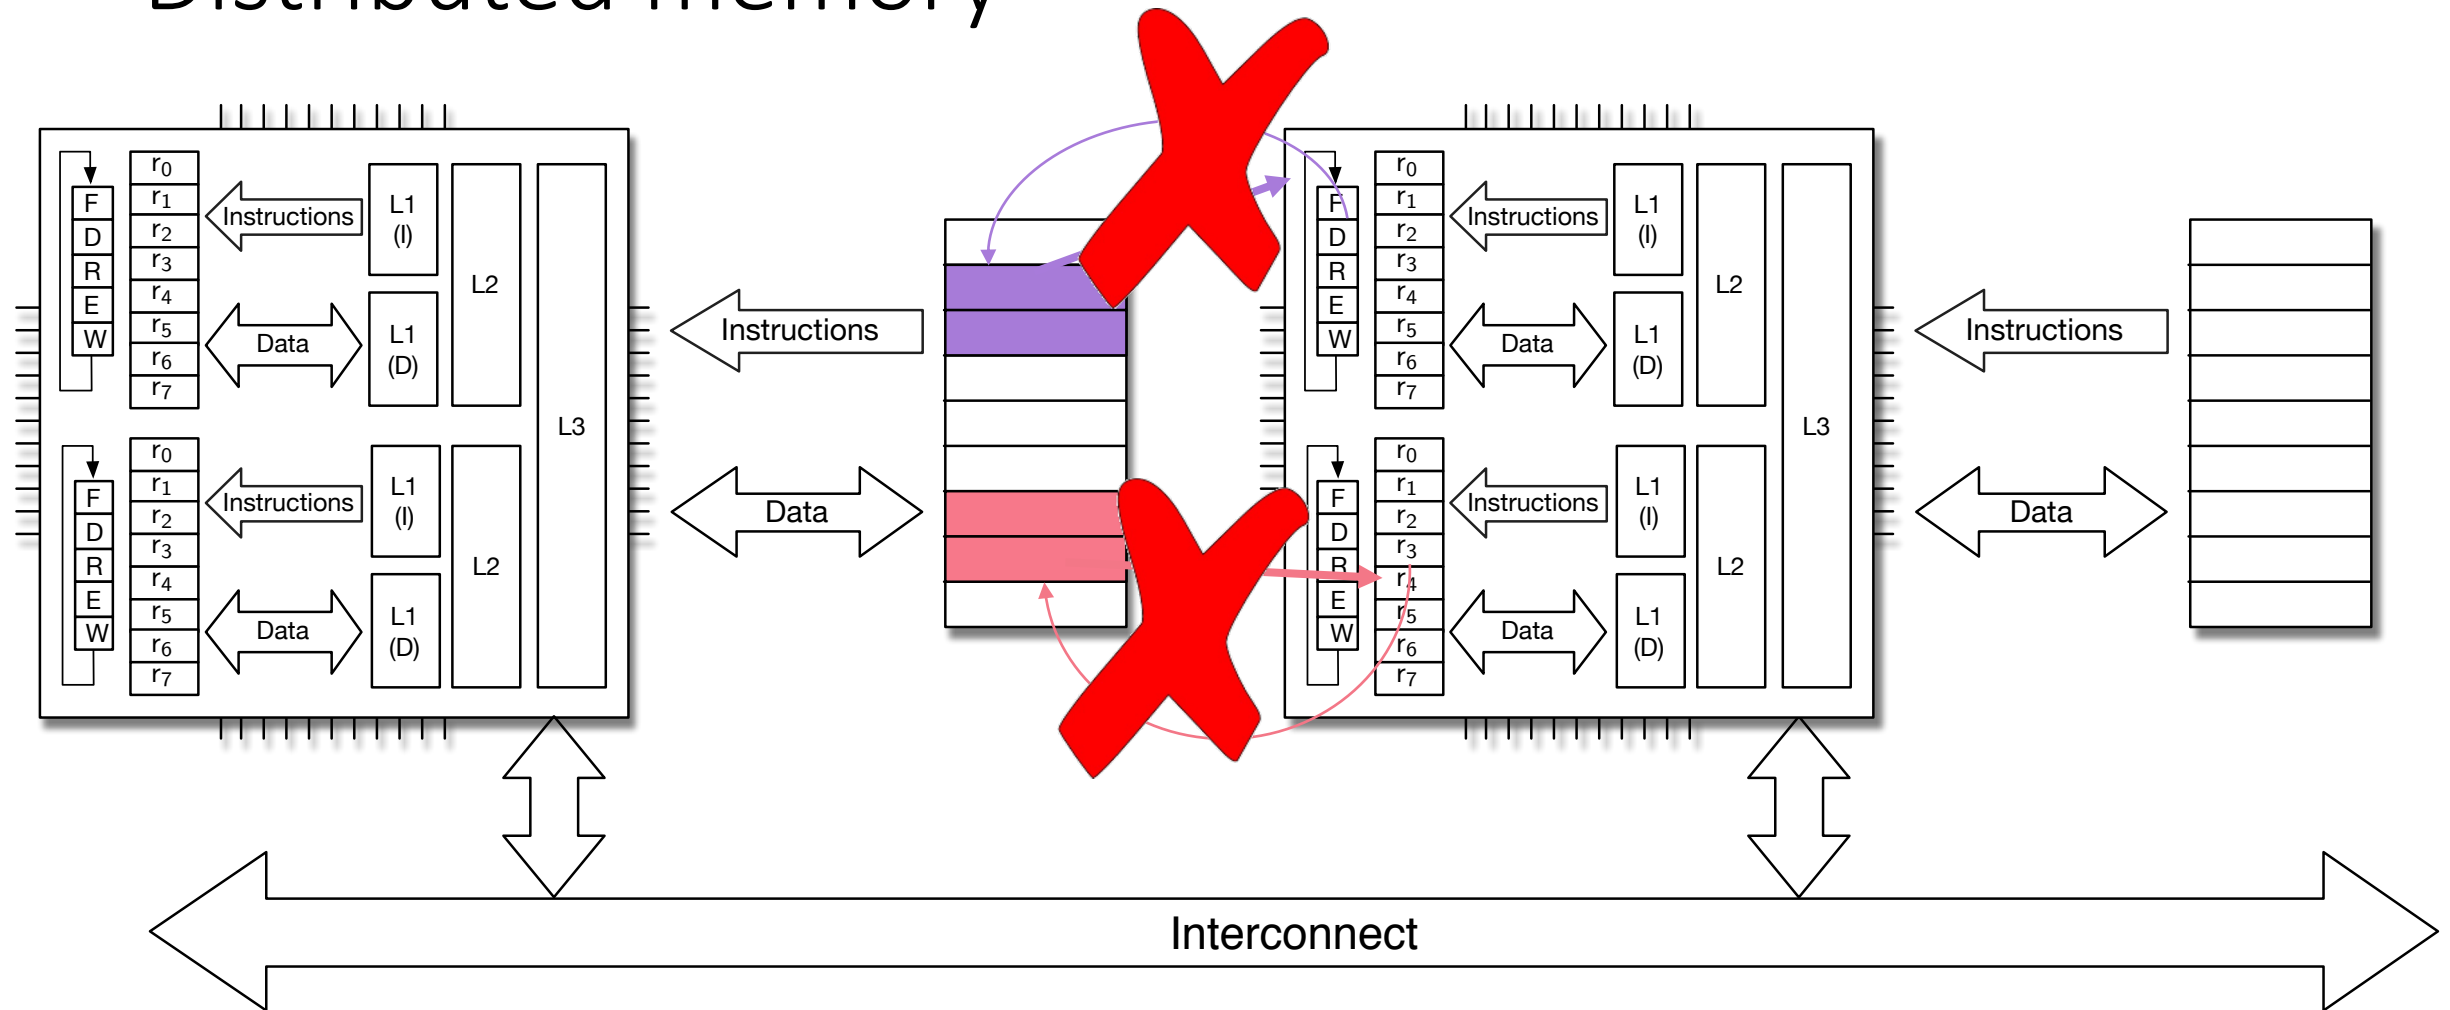 Distributed memory
r0
r1
r2
r3
r4
r5
r6
r7
F
D
R
E
W
Instructions
Data
L1
(I)
L1
(D)
L2
L3
r0
r1
r2
r3
r4
r5
r6
r7
F
D
R
E
W
Instructions
Data
L1
(I)
L1
(D)
L2
Instructions
Data
r0
r1
r2
r3
r4
r5
r6
r7
F
D
R
E
W
Instructions
Data
L1
(I)
L1
(D)
L2
L3
r0
r1
r2
r3
r4
r5
r6
r7
F
D
R
E
W
Instructions
Data
L1
(I)
L1
(D)
L2
Instructions
Data
Interconnect